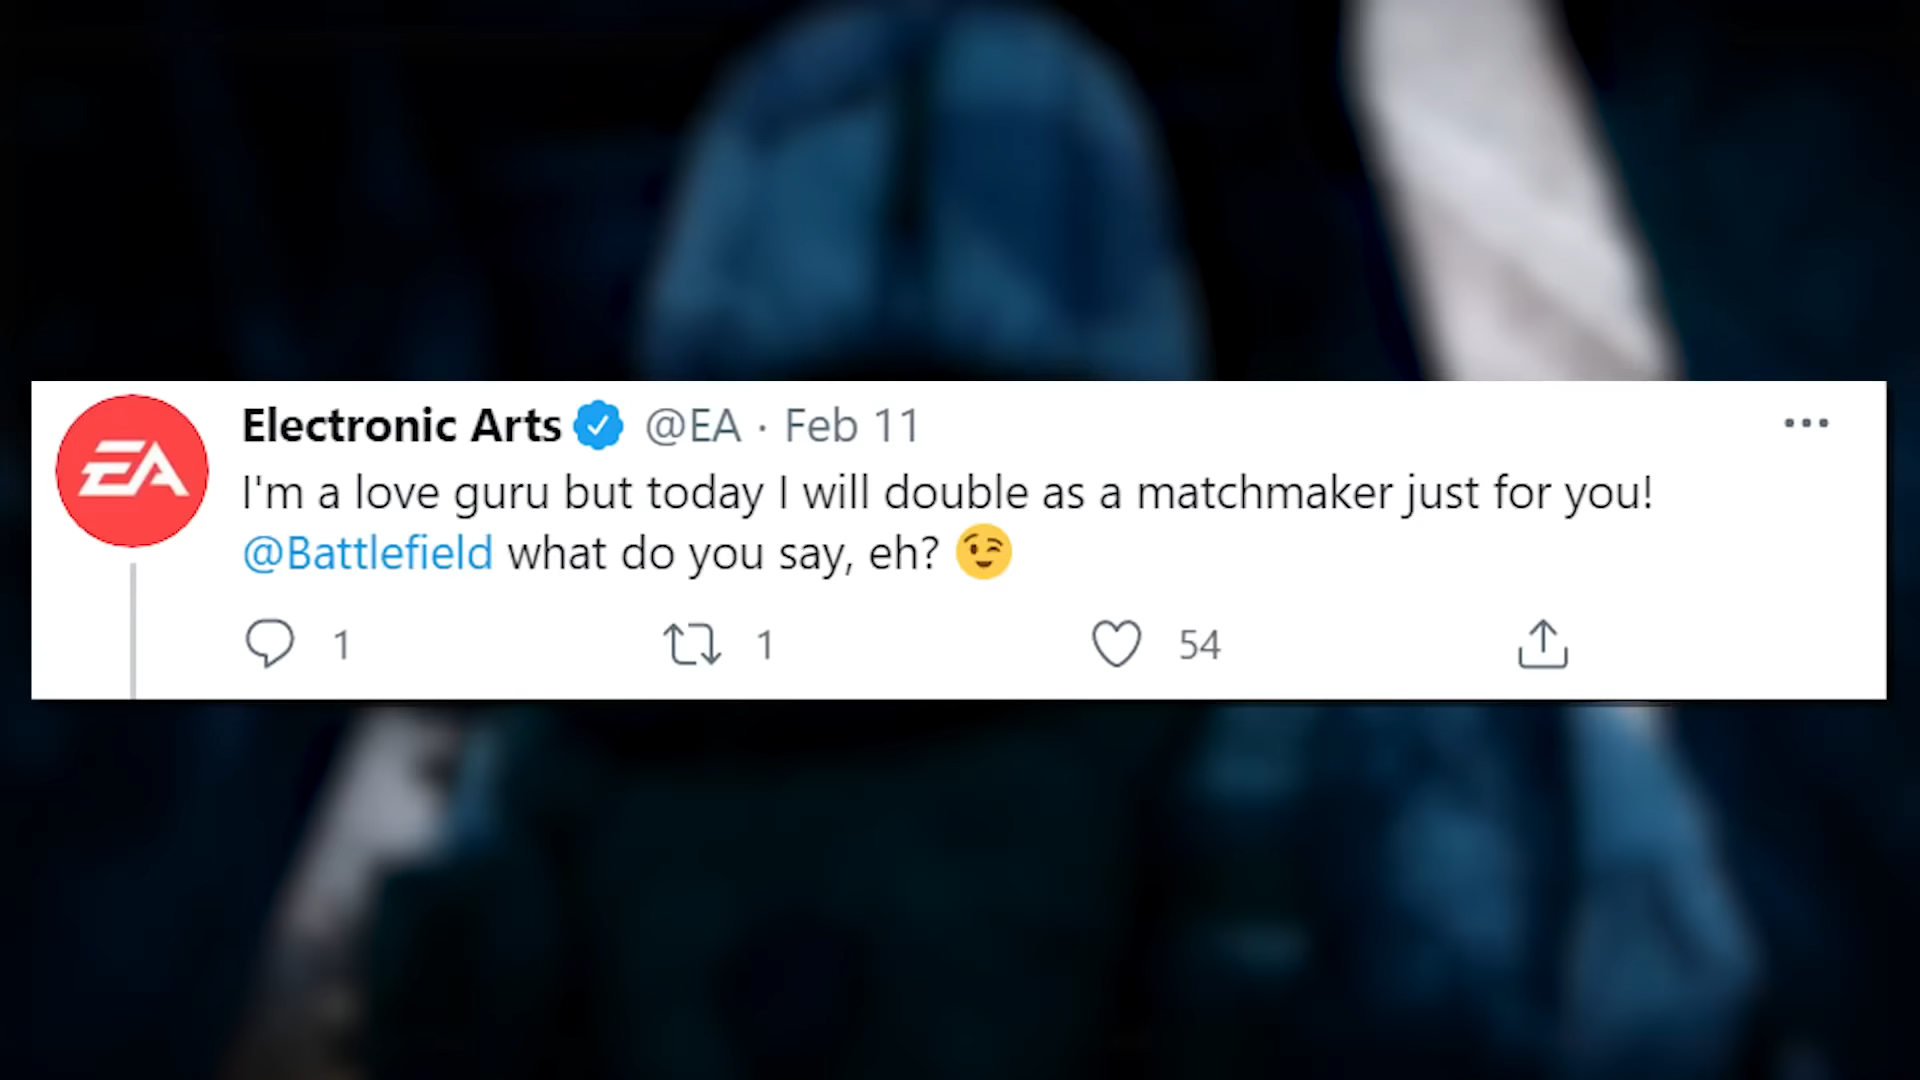 Electronic Arts @EA · Feb 11
I'm a love guru but today I will double as a matchmaker just for you!
@Battlefield what do you say, eh? 😉
1 1 54
EA